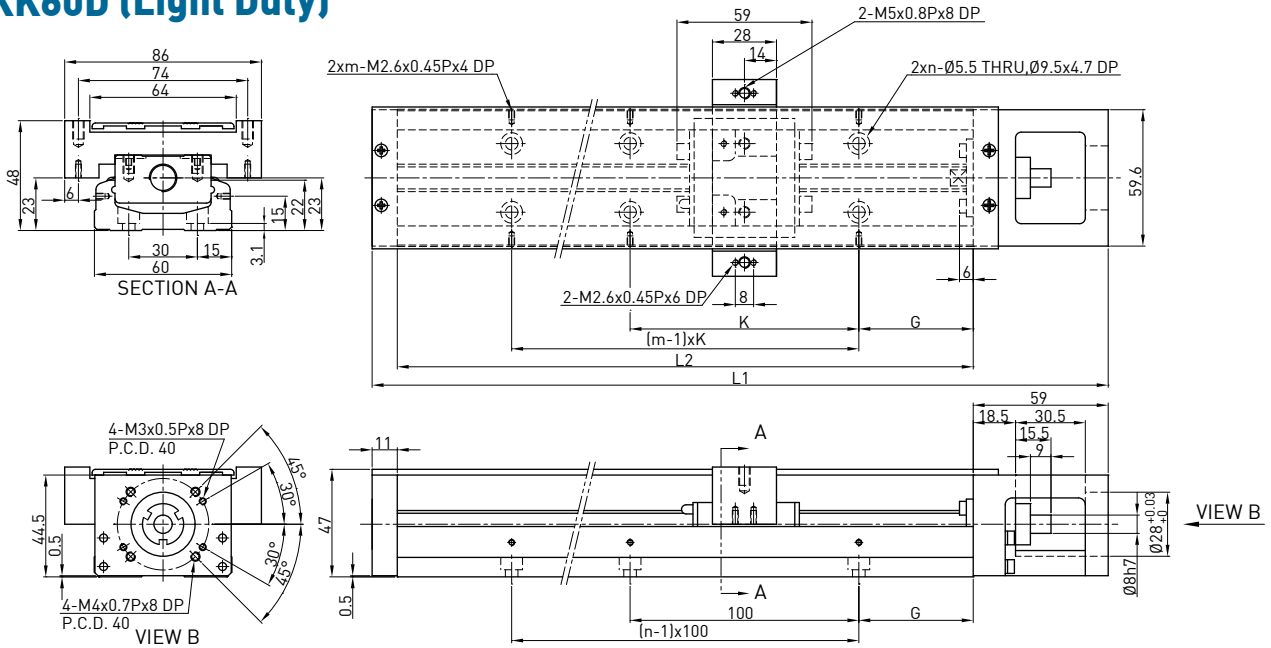 KK60D (Light Duty)
86
74
64
48
23
6
15
22
23
30
15
3.1
60
SECTION A-A
59
28
14
2-M5x0.8Px8 DP
2xm-M2.6x0.45Px4 DP
2xn-Ø5.5 THRU,Ø9.5x4.7 DP
59.6
6
2-M2.6x0.45Px6 DP
8
K
G
(m-1)xK
L2
L1
4-M3x0.5Px8 DP
P.C.D. 40
45°
30°
30°
45°
44.5
0.5
4-M4x0.7Px8 DP
P.C.D. 40
VIEW B
11
47
0.5
A
A
59
18.5
30.5
15.5
9
VIEW B
Ø28+0.03 +0
Ø8h7
100
G
(n-1)x100